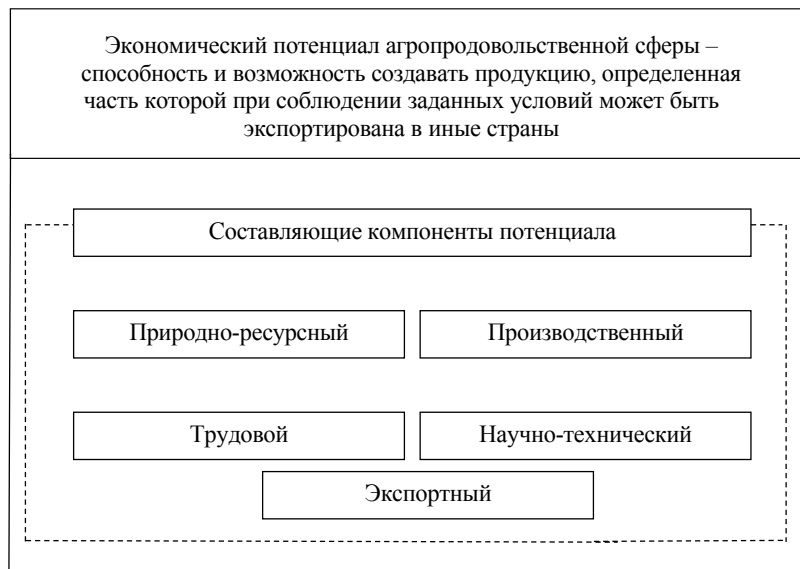 Экономический потенциал агропродовольственной сферы –
способность и возможность создавать продукцию, определенная
часть которой при соблюдении заданных условий может быть
экспортирована в иные страны
Составляющие компоненты потенциала
Природно-ресурсный
Производственный
Трудовой
Научно-технический
Экспортный